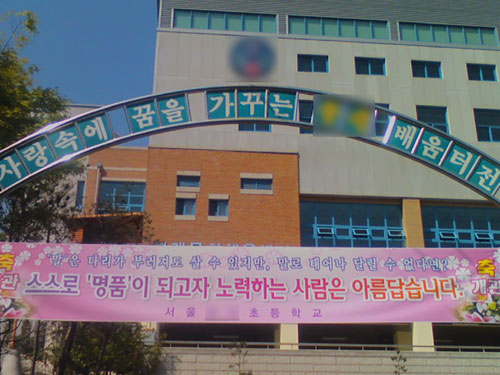 사랑속에 꿈을 가꾸는 배움터전
말은 다리가 부러져도 살 수 있지만, 말로 태어나 달릴 수 없다면?
축 스스로 '명품'이 되고자 노력하는 사람은 아름답습니다. 축
서울 초등학교